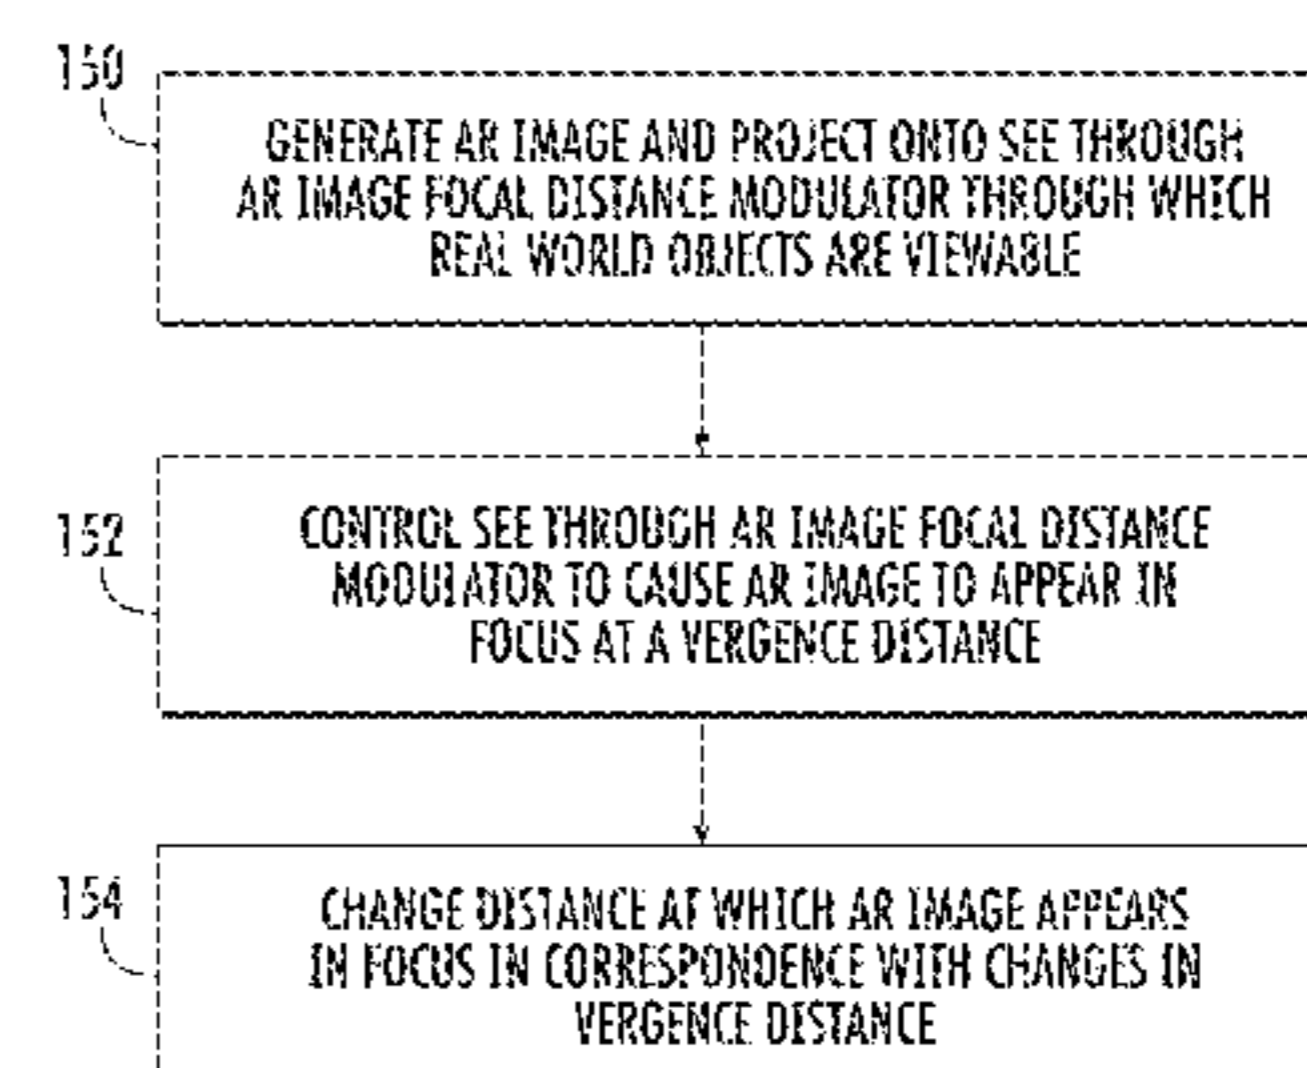 150
GENERATE AR IMAGE AND PROJECT ONTO SEE THROUGH
AR IMAGE FOCAL DISTANCE MODULATOR THROUGH WHICH
REAL WORLD OBJECTS ARE VIEWABLE
152
CONTROL SEE THROUGH AR IMAGE FOCAL DISTANCE
MODULATOR TO CAUSE AR IMAGE TO APPEAR IN
FOCUS AT A VERGENCE DISTANCE
154
CHANGE DISTANCE AT WHICH AR IMAGE APPEARS
IN FOCUS IN CORRESPONDENCE WITH CHANGES IN
VERGENCE DISTANCE